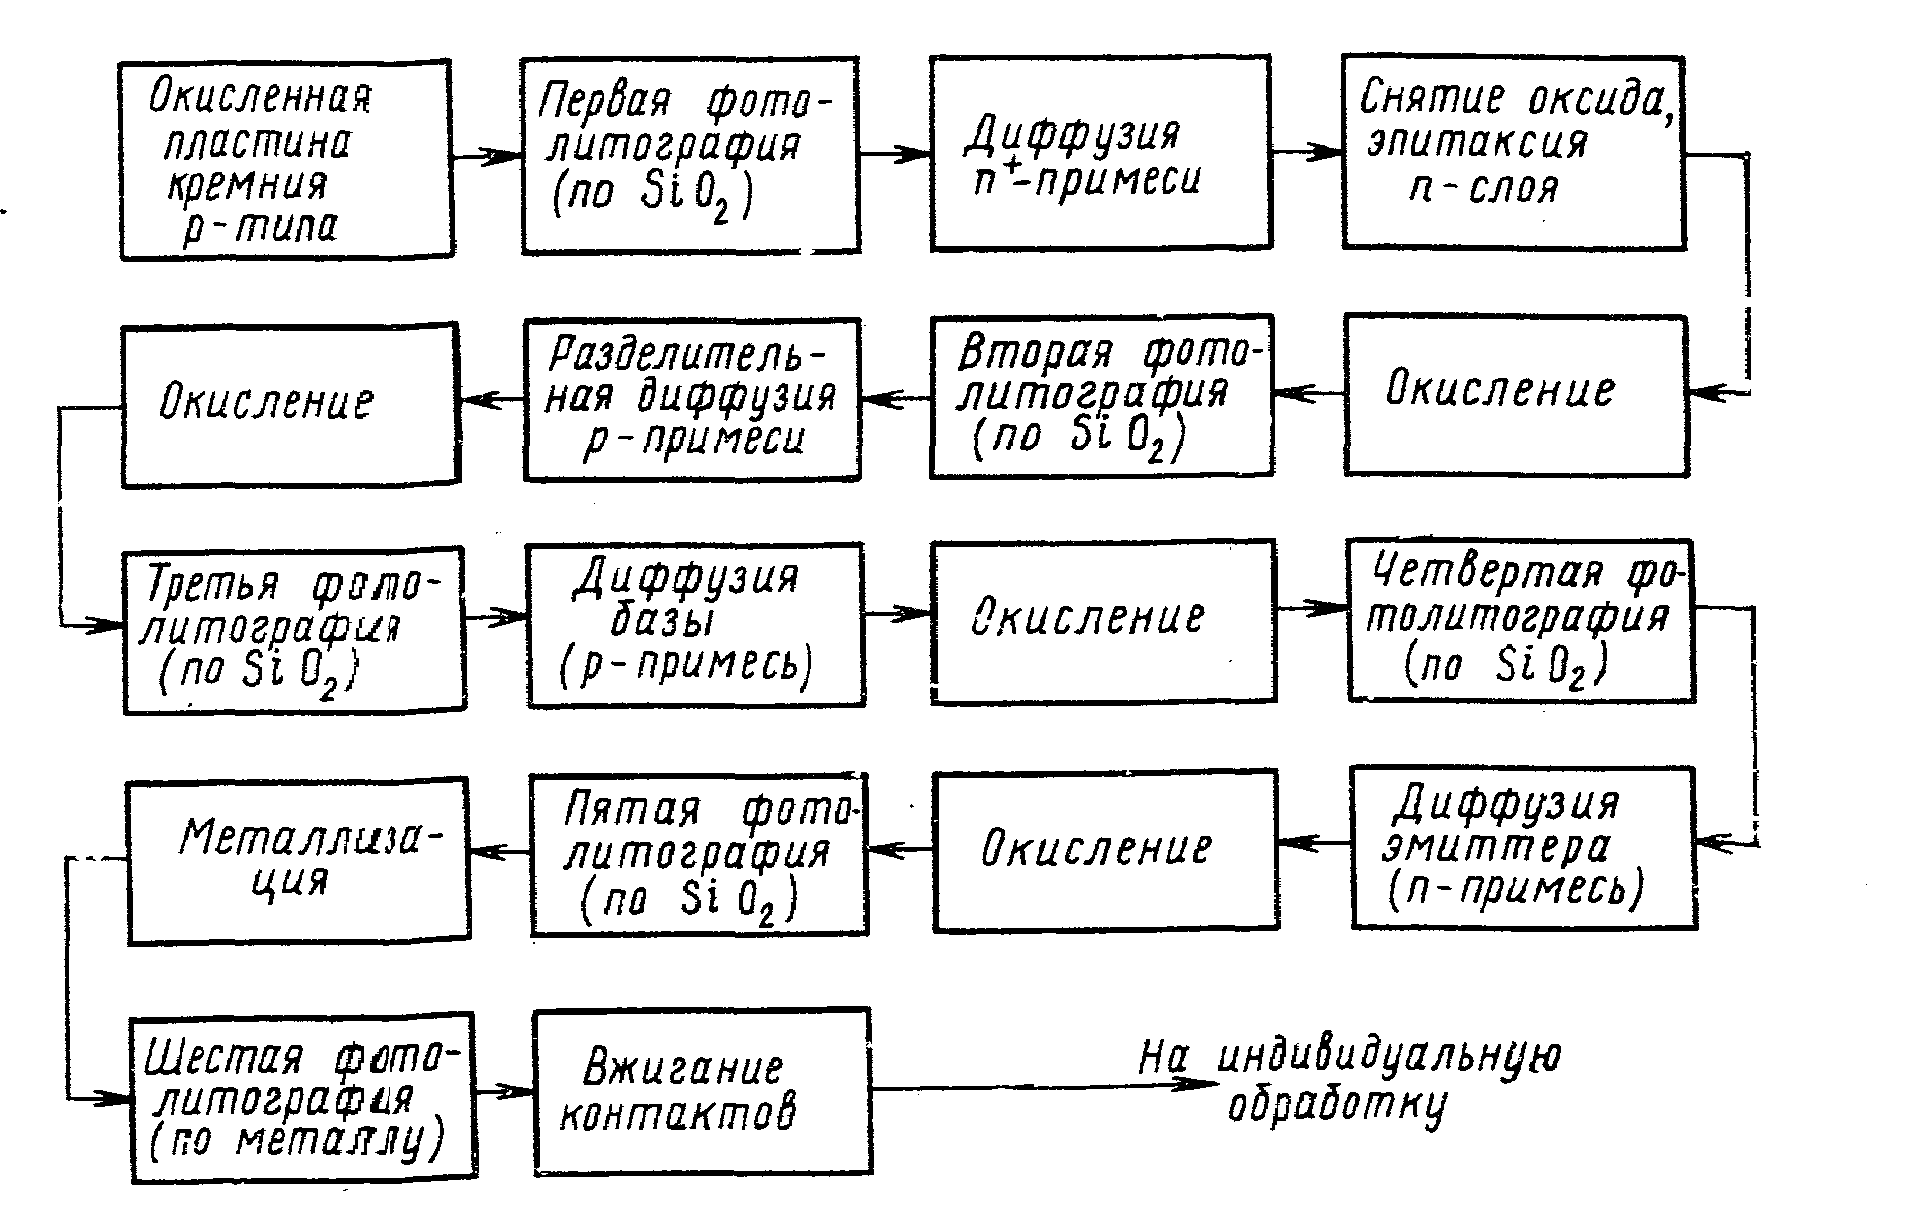 Окисленная
пластина
кремния
р-типа
Первая фото-
литография
(по SiO₂)
Диффузия
n⁺-примеси
Снятие оксида,
эпитаксия
n-слоя
Окисление
Вторая фото-
литография
(по SiO₂)
Разделитель-
ная диффузия
р-примеси
Окисление
Третья фото-
литография
(по SiO₂)
Диффузия
базы
(р-примесь)
Окисление
Четвертая фо-
толитография
(по SiO₂)
Диффузия
эмиттера
(n-примесь)
Окисление
Пятая фото-
литография
(по SiO₂)
Металлиза-
ция
Шестая фото-
литография
(по металлу)
Вжигание
контактов
На индивидуальную
обработку